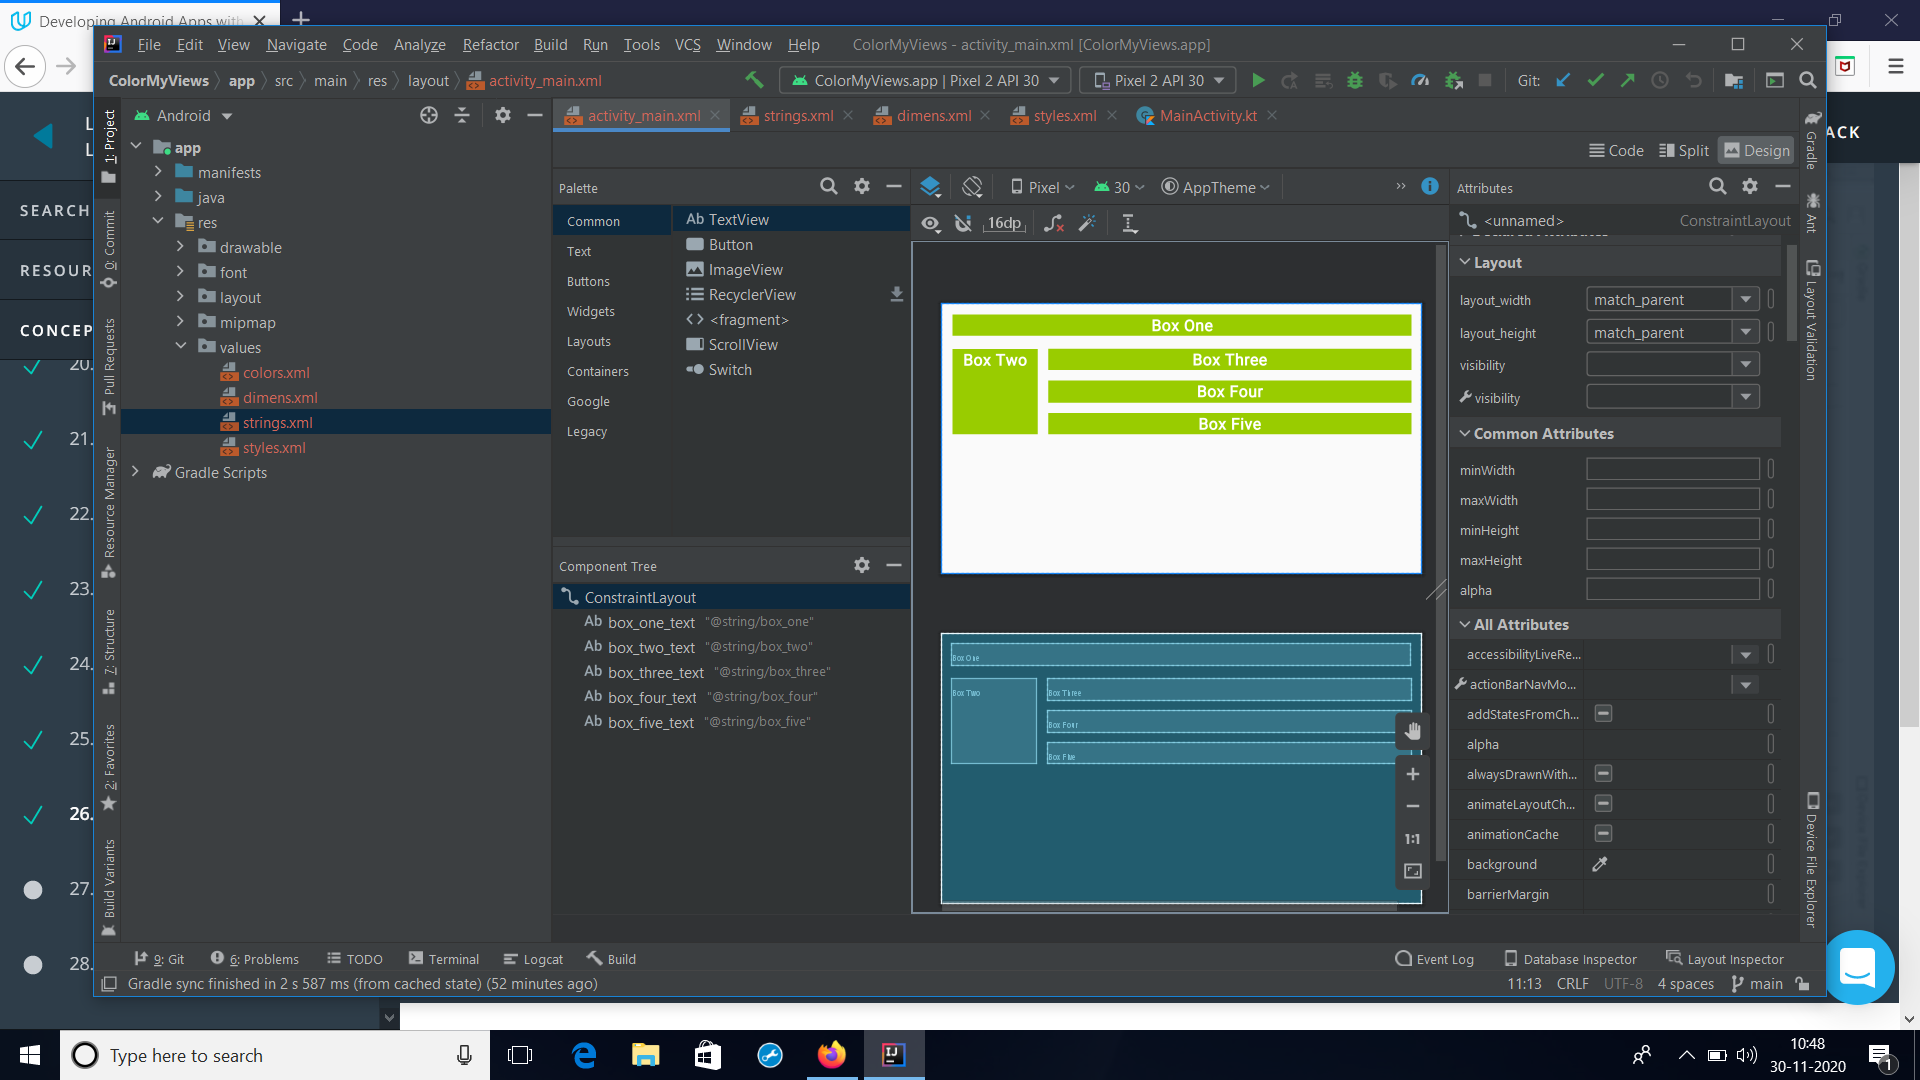 Developing Android Apps with
File Edit View Navigate Code Analyze Refactor Build Run Tools VCS Window Help ColorMyViews - activity_main.xml [ColorMyViews.app]
ColorMyViews app src main res layout activity_main.xml ColorMyViews.app | Pixel 2 API 30 Pixel 2 API 30 Git:
1: Project
Android
activity_main.xml strings.xml dimens.xml styles.xml MainActivity.kt
Code Split Design
app
manifests
java
res
drawable
font
layout
mipmap
values
colors.xml
dimens.xml
strings.xml
styles.xml
Gradle Scripts
0: Commit
Pull Requests
Resource Manager
7: Structure
2: Favorites
Build Variants
SEARCH
RESOUR
CONCEP
20.
21.
22.
23.
24.
25.
26.
27.
28.
Palette
Common
Text
Buttons
Widgets
Layouts
Containers
Google
Legacy
Ab TextView
Button
ImageView
RecyclerView
<> <fragment>
ScrollView
Switch
Component Tree
ConstraintLayout
Ab box_one_text "@string/box_one"
Ab box_two_text "@string/box_two"
Ab box_three_text "@string/box_three"
Ab box_four_text "@string/box_four"
Ab box_five_text "@string/box_five"
Pixel 30 AppTheme »
16dp
Box One
Box Two
Box Three
Box Four
Box Five
Box One
Box Two
Box Three
Box Four
Box Five
1:1
Attributes
<unnamed> ConstraintLayout
Layout
layout_width match_parent
layout_height match_parent
visibility
visibility
Common Attributes
minWidth
maxWidth
minHeight
maxHeight
alpha
All Attributes
accessibilityLiveRe...
actionBarNavMo...
addStatesFromCh...
alpha
alwaysDrawnWith...
animateLayoutCh...
animationCache
background
barrierMargin
Gradle
Ant
Layout Validation
Device File Explorer
ACK
9: Git 6: Problems TODO Terminal Logcat Build Event Log Database Inspector Layout Inspector
Gradle sync finished in 2 s 587 ms (from cached state) (52 minutes ago) 11:13 CRLF UTF-8 4 spaces main
Type here to search
10:48
30-11-2020
1